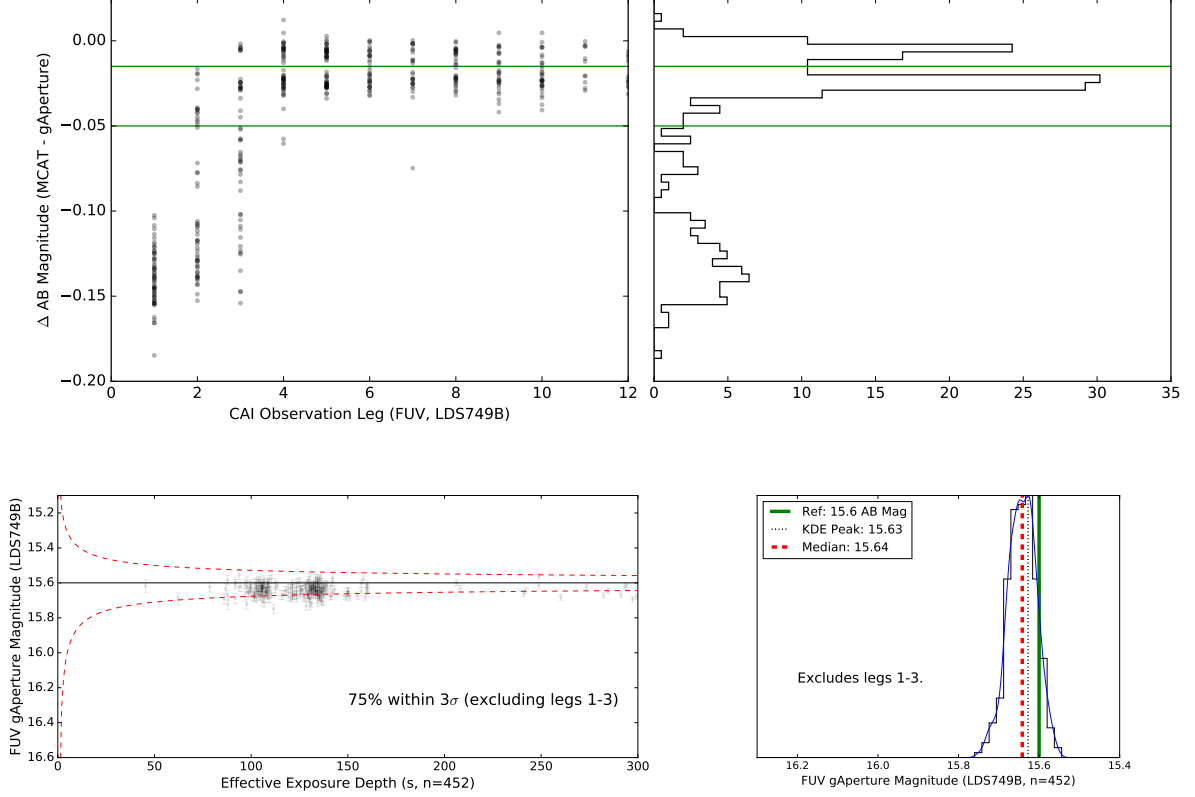 0.00
−0.05
−0.10
−0.15
−0.20
Δ AB Magnitude (MCAT - gAperture)
0 2 4 6 8 10 12
CAI Observation Leg (FUV, LDS749B)
0 5 10 15 20 25 30 35
15.2
15.4
15.6
15.8
16.0
16.2
16.4
16.6
FUV gAperture Magnitude (LDS749B)
75% within 3σ (excluding legs 1-3)
0 50 100 150 200 250 300
Effective Exposure Depth (s, n=452)
Ref: 15.6 AB Mag
KDE Peak: 15.63
Median: 15.64
Excludes legs 1-3.
16.2 16.0 15.8 15.6 15.4
FUV gAperture Magnitude (LDS749B, n=452)